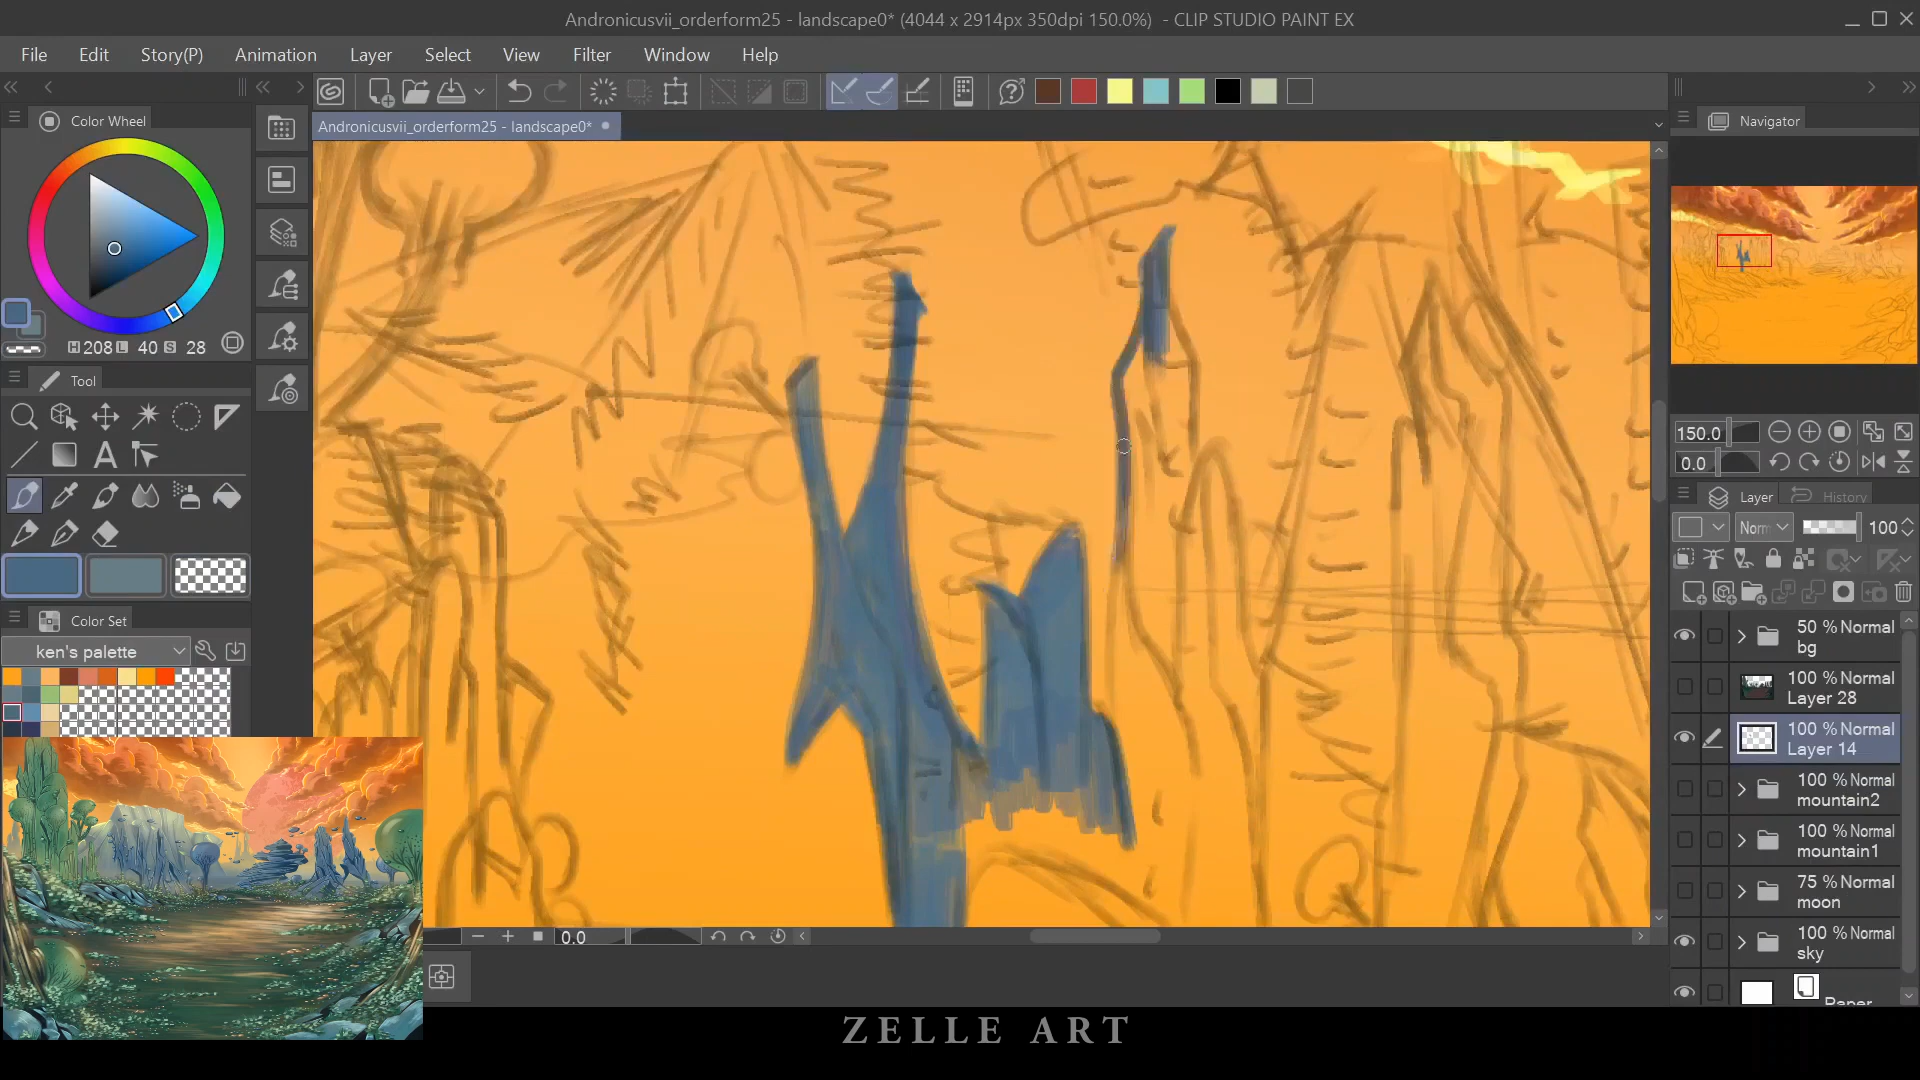 Andronicusvii_orderform25 - landscape0* (4044 x 2914px 350dpi 150.0%) - CLIP STUDIO PAINT EX
File Edit Story(P) Animation Layer Select View Filter Window Help
Color Wheel
Andronicusvii_orderform25 - landscape0*
Navigator
H 208 L 40 S 28
Tool
150.0
0.0
Layer History
Norm 100
Color Set
ken's palette
50 % Normal
bg
100 % Normal
Layer 28
100 % Normal
Layer 14
100 % Normal
mountain2
100 % Normal
mountain1
75 % Normal
moon
100 % Normal
sky
Paper
0.0
ZELLE ART